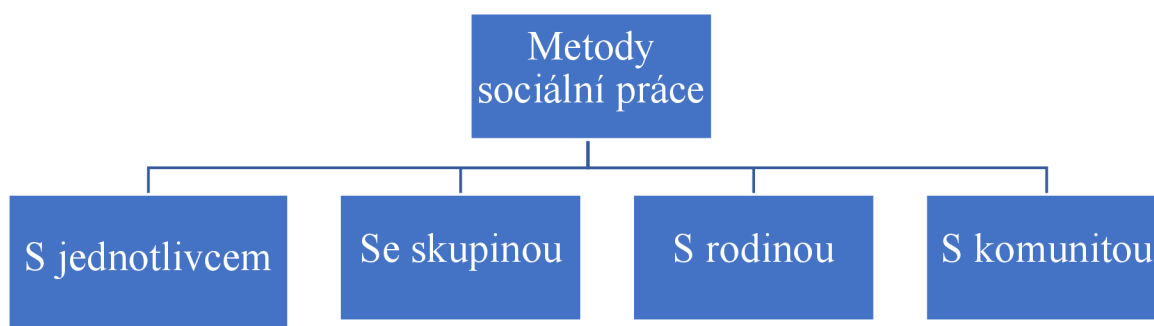 Metody
sociální práce
S jednotlivcem
Se skupinou
S rodinou
S komunitou